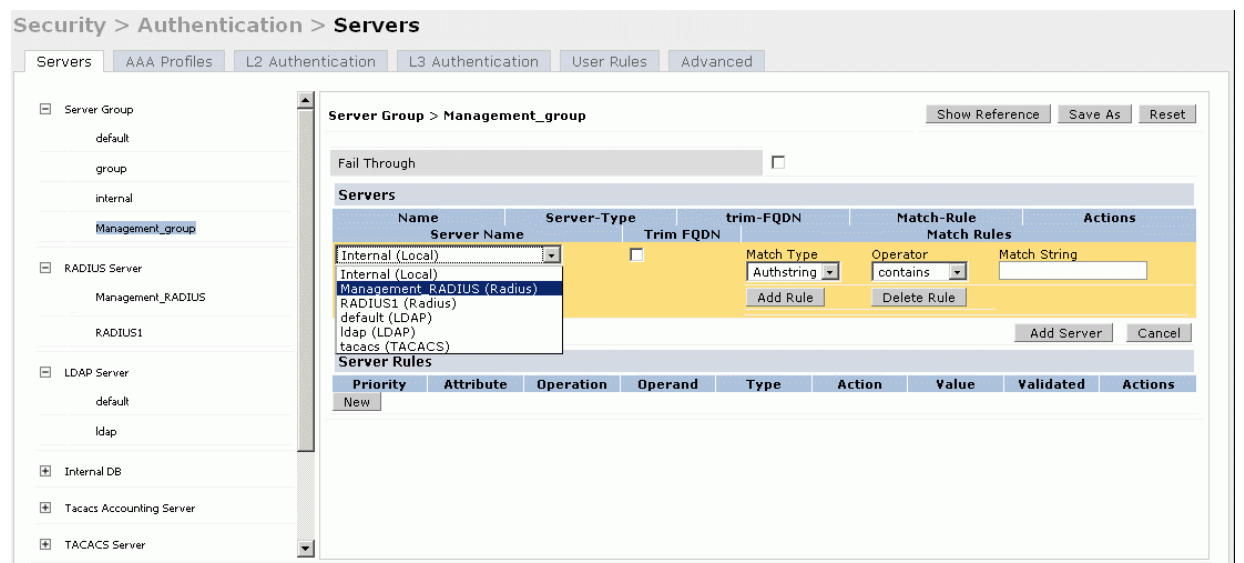 Security > Authentication > Servers
Servers AAA Profiles L2 Authentication L3 Authentication User Rules Advanced
Server Group
default
group
internal
Management_group
RADIUS Server
Management_RADIUS
RADIUS1
LDAP Server
default
ldap
Internal DB
Tacacs Accounting Server
TACACS Server
Server Group > Management_group Show Reference Save As Reset
Fail Through
Servers
Name Server-Type trim-FQDN Match-Rule Actions
Server Name Trim FQDN Match Rules
Internal (Local)
Internal (Local)
Management_RADIUS (Radius)
RADIUS1 (Radius)
default (LDAP)
ldap (LDAP)
tacacs (TACACS)
Match Type Operator Match String
Authstring contains
Add Rule Delete Rule
Add Server Cancel
Server Rules
Priority Attribute Operation Operand Type Action Value Validated Actions
New